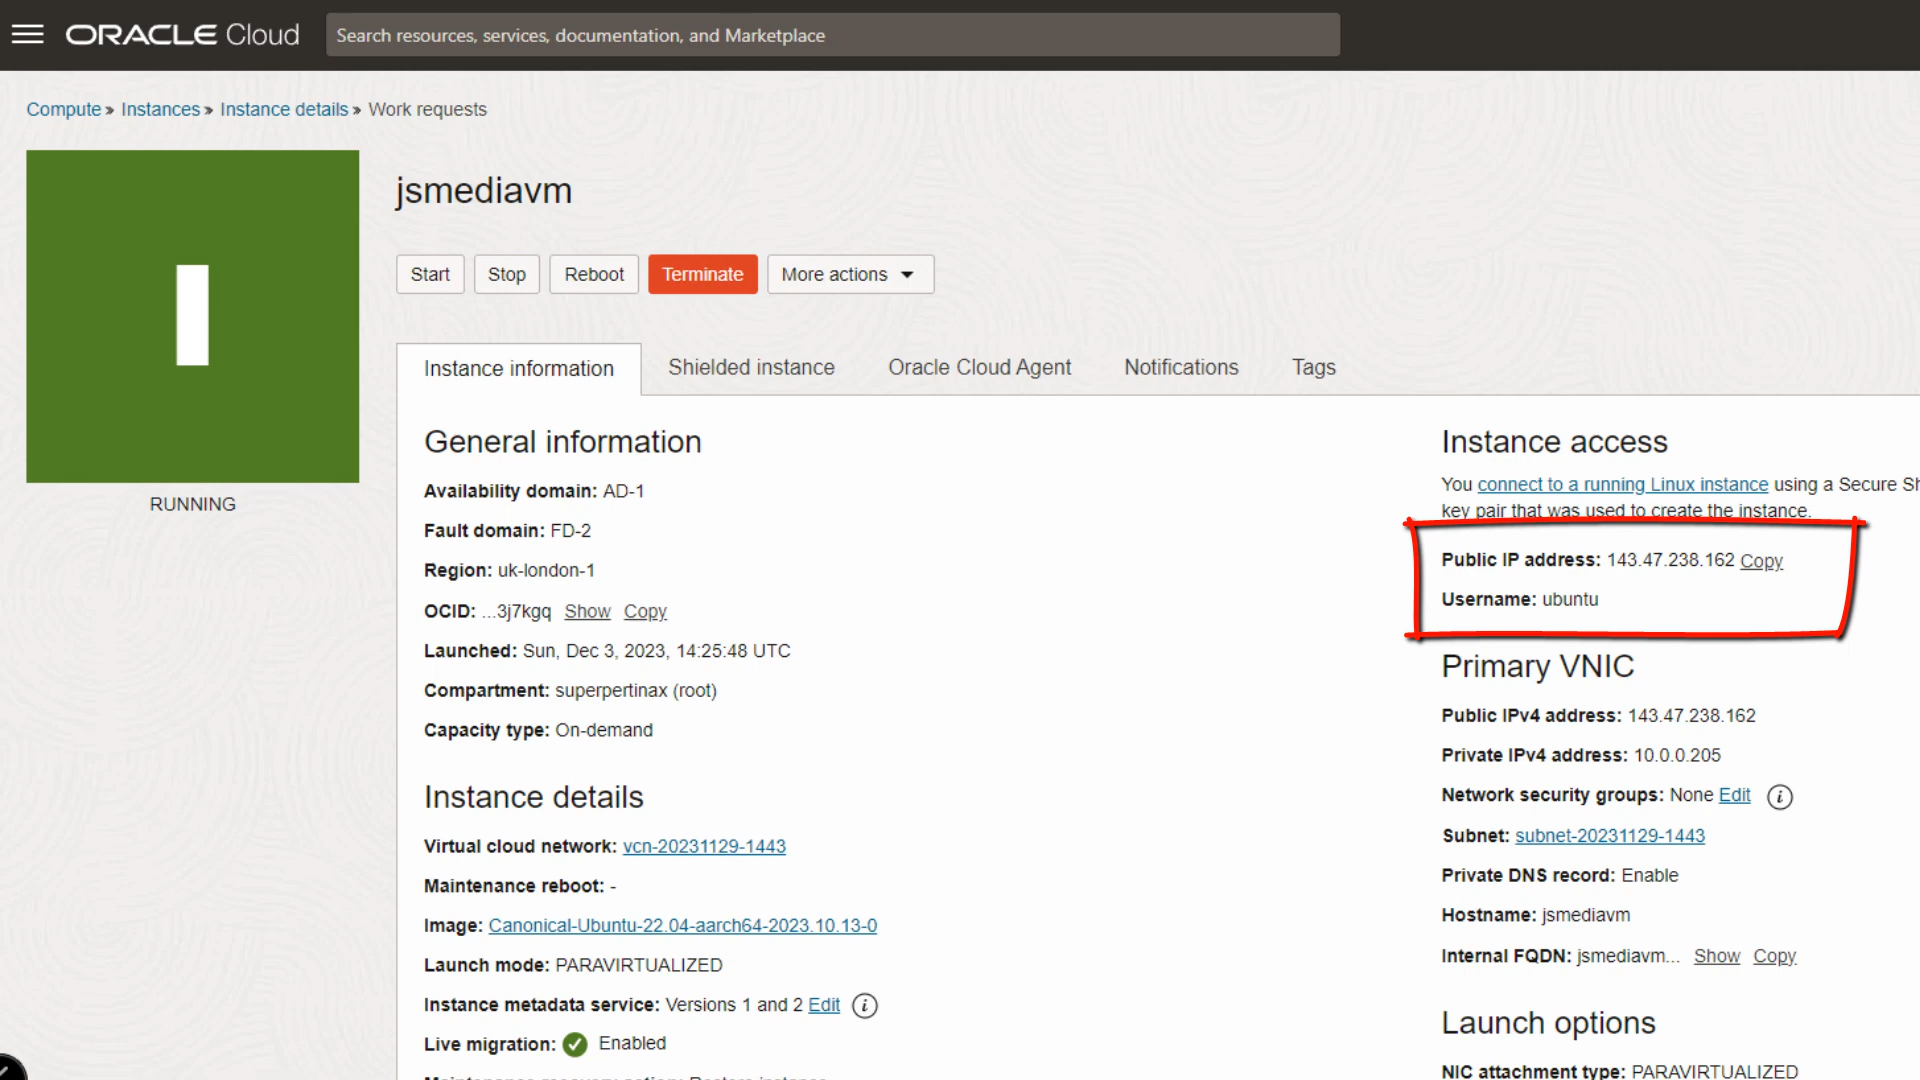 ORACLE Cloud
Search resources, services, documentation, and Marketplace
Compute » Instances » Instance details » Work requests
RUNNING
jsmediavm
Start
Stop
Reboot
Terminate
More actions
Instance information
Shielded instance
Oracle Cloud Agent
Notifications
Tags
General information
Availability domain: AD-1
Fault domain: FD-2
Region: uk-london-1
OCID: ...3j7kgq Show Copy
Launched: Sun, Dec 3, 2023, 14:25:48 UTC
Compartment: superpertinax (root)
Capacity type: On-demand
Instance details
Virtual cloud network: vcn-20231129-1443
Maintenance reboot: -
Image: Canonical-Ubuntu-22.04-aarch64-2023.10.13-0
Launch mode: PARAVIRTUALIZED
Instance metadata service: Versions 1 and 2 Edit
Live migration: Enabled
Instance access
You connect to a running Linux instance using a Secure Sh
key pair that was used to create the instance.
Public IP address: 143.47.238.162 Copy
Username: ubuntu
Primary VNIC
Public IPv4 address: 143.47.238.162
Private IPv4 address: 10.0.0.205
Network security groups: None Edit
Subnet: subnet-20231129-1443
Private DNS record: Enable
Hostname: jsmediavm
Internal FQDN: jsmediavm... Show Copy
Launch options
NIC attachment type: PARAVIRTUALIZED